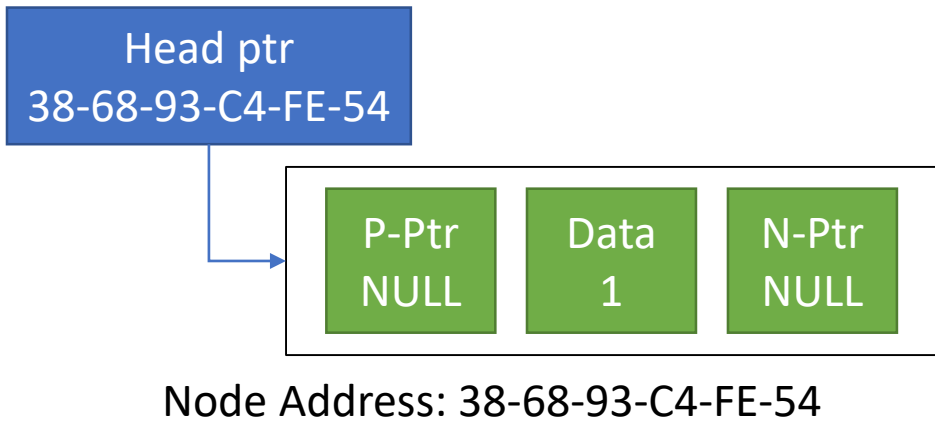 Head ptr
38-68-93-C4-FE-54
P-Ptr
NULL
Data
1
N-Ptr
NULL
Node Address: 38-68-93-C4-FE-54